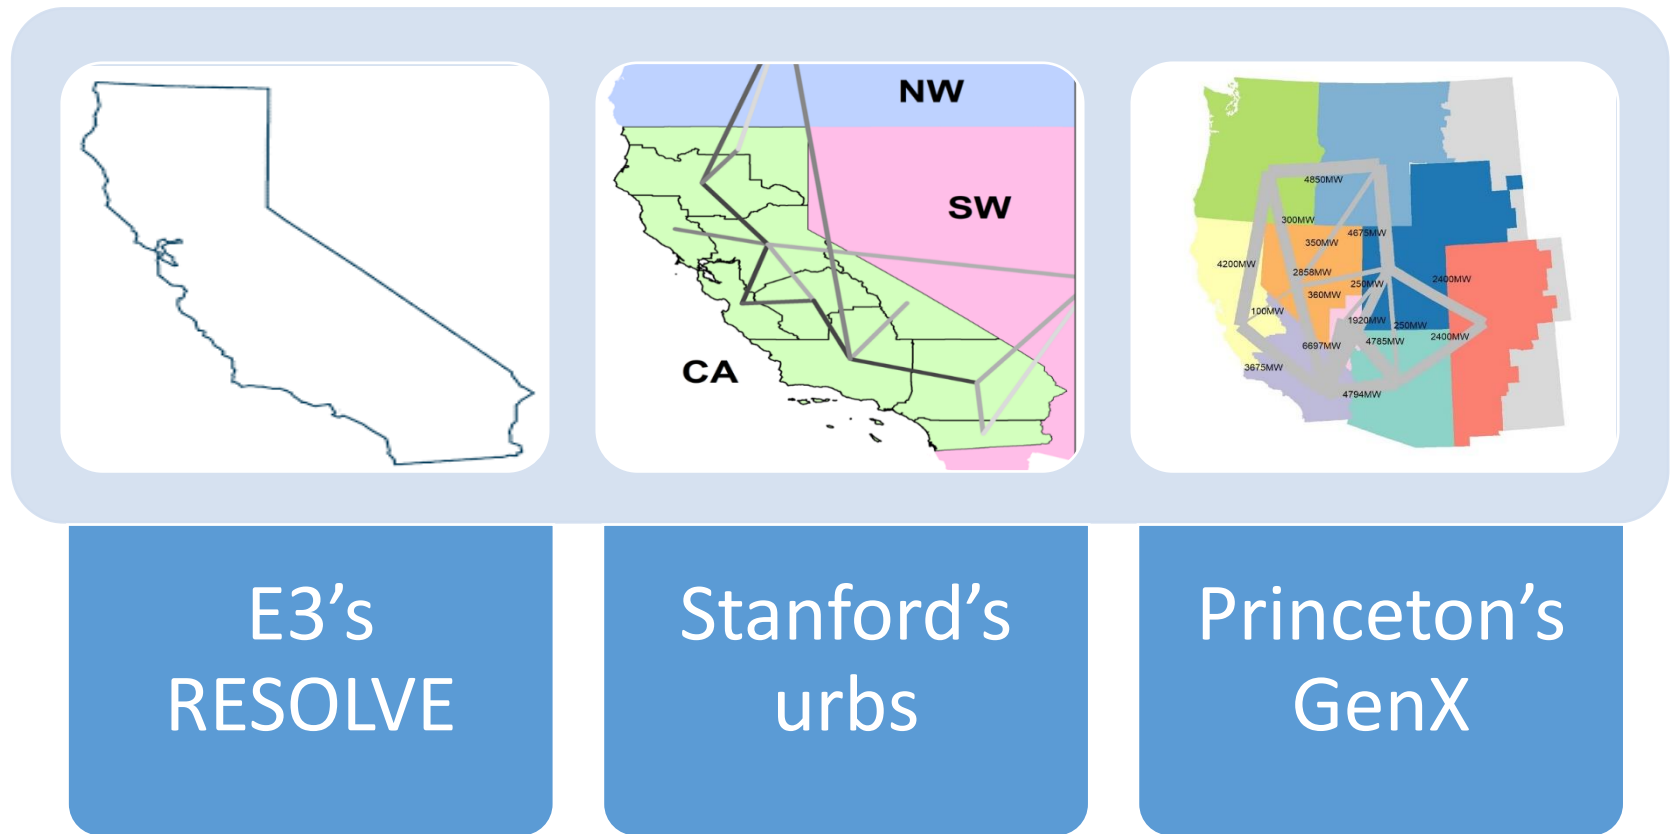 NW
SW
CA
4850MW
300MW
4675MW
350MW
4200MW
2858MW
2400MW
250MW
360MW
100MW
1920MW
250MW
6697MW
4785MW
2400MW
3675MW
4794MW
E3’s
RESOLVE
Stanford’s
urbs
Princeton’s
GenX